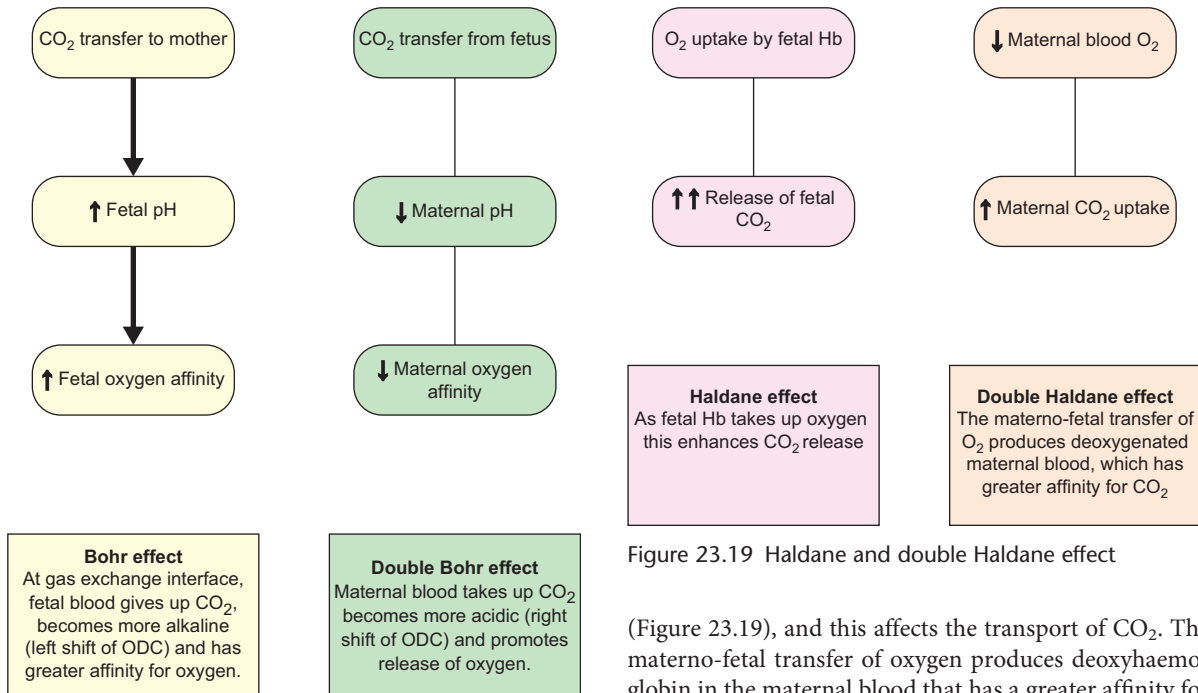 CO₂ transfer to mother
↑ Fetal pH
↑ Fetal oxygen affinity
Bohr effect
At gas exchange interface,
fetal blood gives up CO₂,
becomes more alkaline
(left shift of ODC) and has
greater affinity for oxygen.
CO₂ transfer from fetus
↓ Maternal pH
↓ Maternal oxygen
affinity
Double Bohr effect
Maternal blood takes up CO₂
becomes more acidic (right
shift of ODC) and promotes
release of oxygen.
O₂ uptake by fetal Hb
↑↑ Release of fetal
CO₂
Haldane effect
As fetal Hb takes up oxygen
this enhances CO₂ release
↓ Maternal blood O₂
↑ Maternal CO₂ uptake
Double Haldane effect
The materno-fetal transfer of
O₂ produces deoxygenated
maternal blood, which has
greater affinity for CO₂
Figure 23.19 Haldane and double Haldane effect
(Figure 23.19), and this affects the transport of CO₂. Th
materno-fetal transfer of oxygen produces deoxyhaemo
globin in the maternal blood that has a greater affinity fo